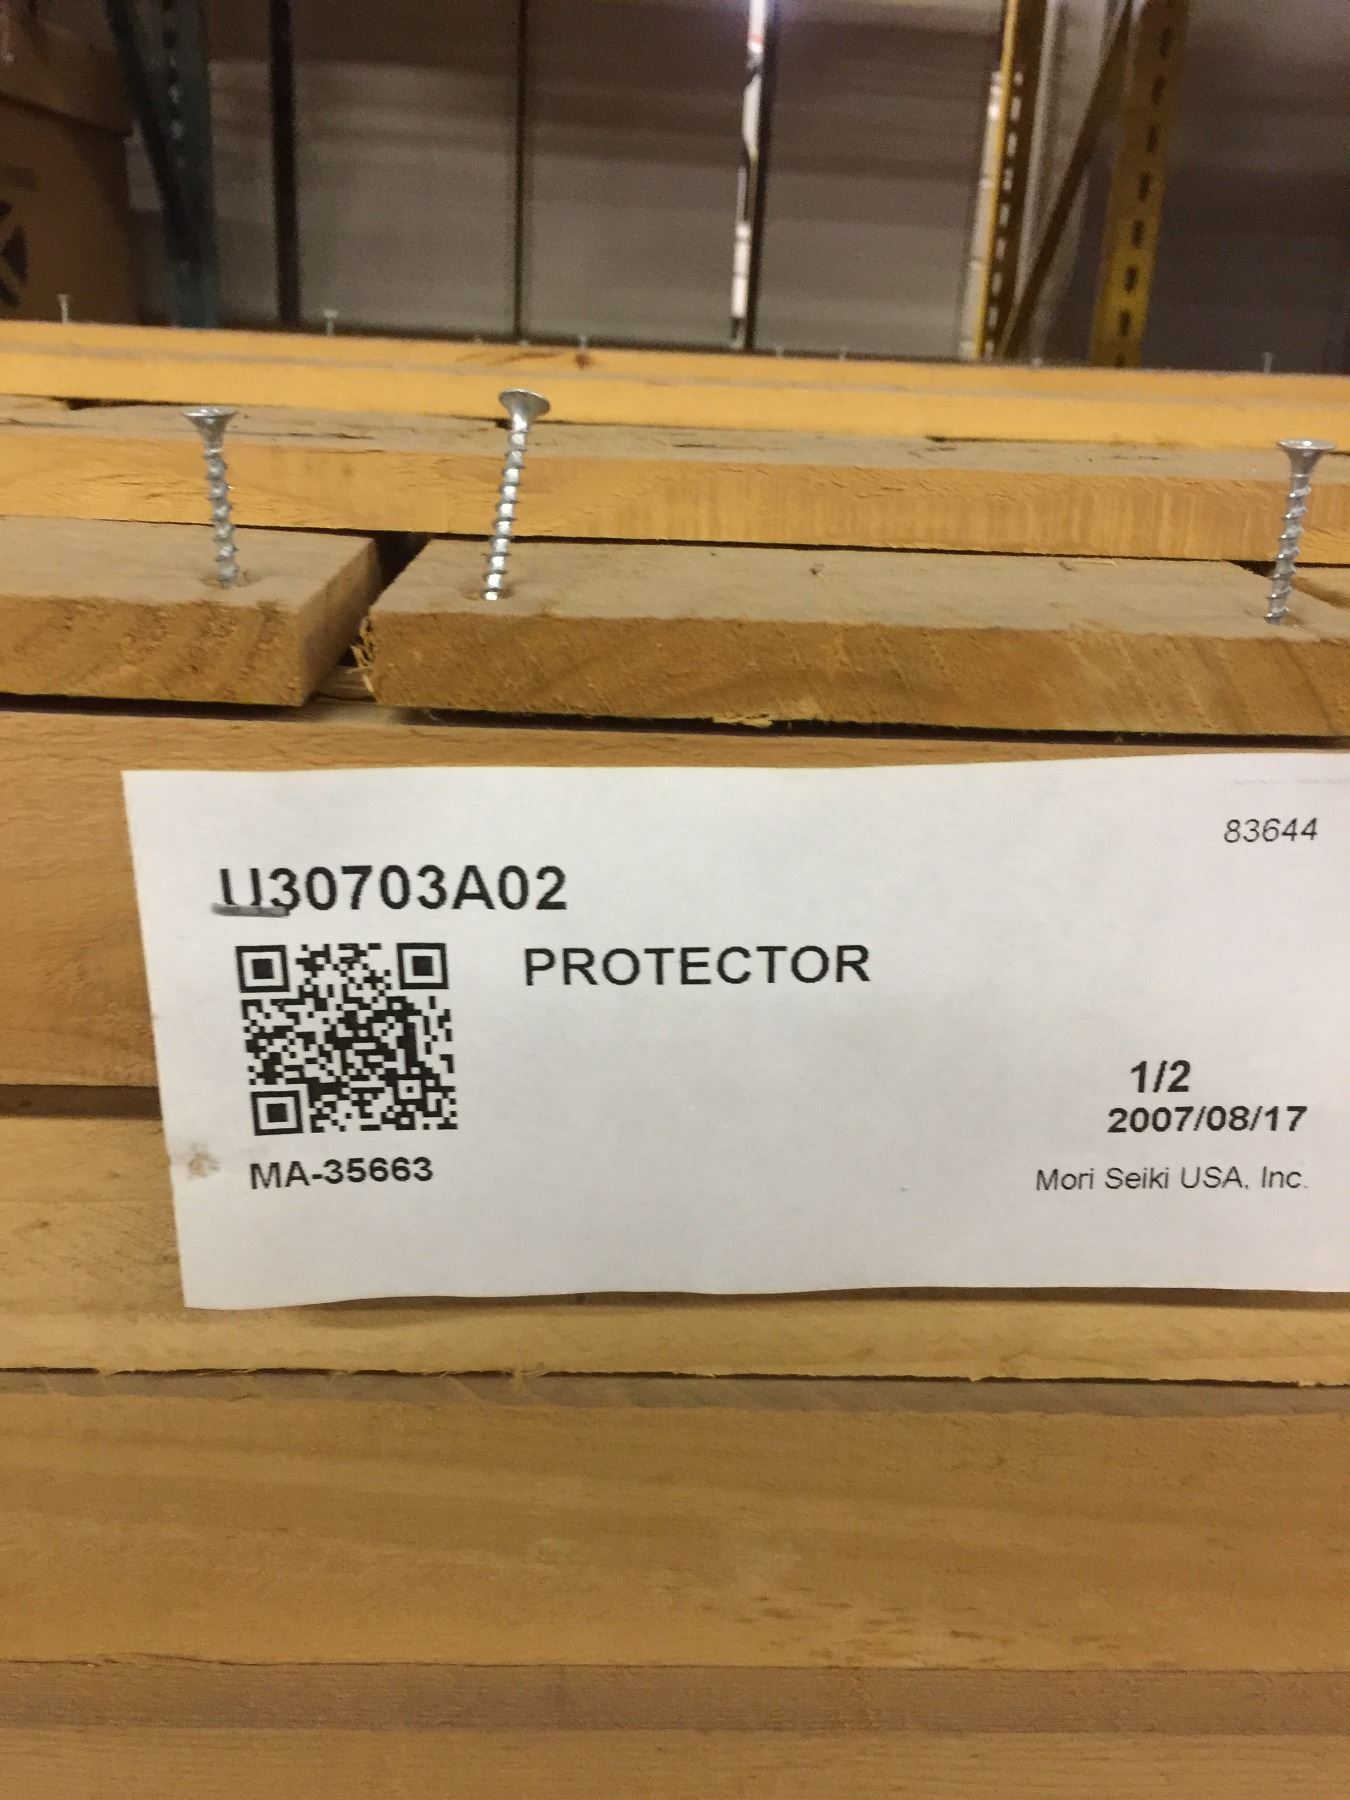 83644
U30703A02
PROTECTOR
1/2
2007/08/17
MA-35663
Mori Seiki USA, Inc.